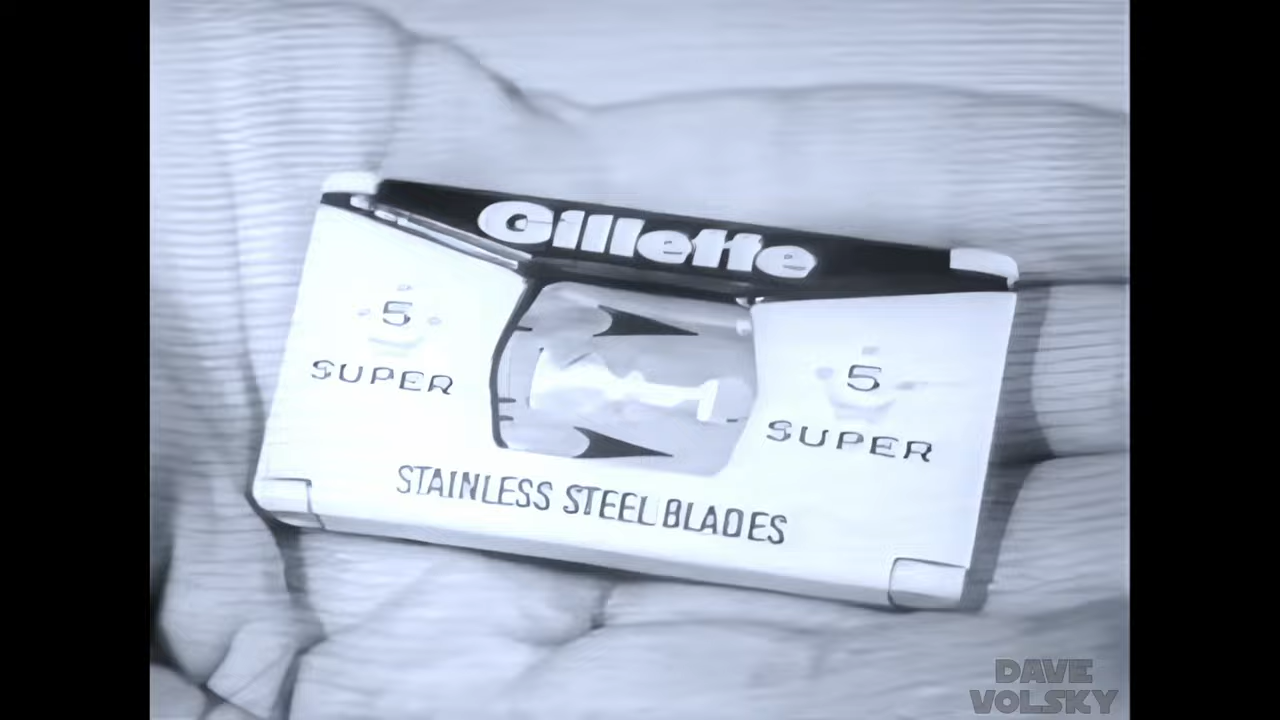 Gillette
5
SUPER
5
SUPER
STAINLESS STEEL BLADES
DAVE
VOLSKY